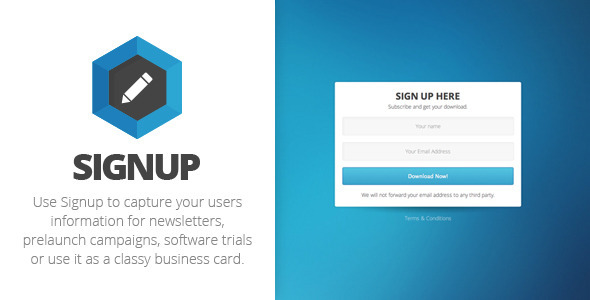 SIGNUP
Use Signup to capture your users
information for newsletters,
prelaunch campaigns, software trials
or use it as a classy business card.
SIGN UP HERE
Subscribe and get your download.
Your name
Your Email Address
Download Now!
We will not forward your email address to any third party.
Terms & Conditions